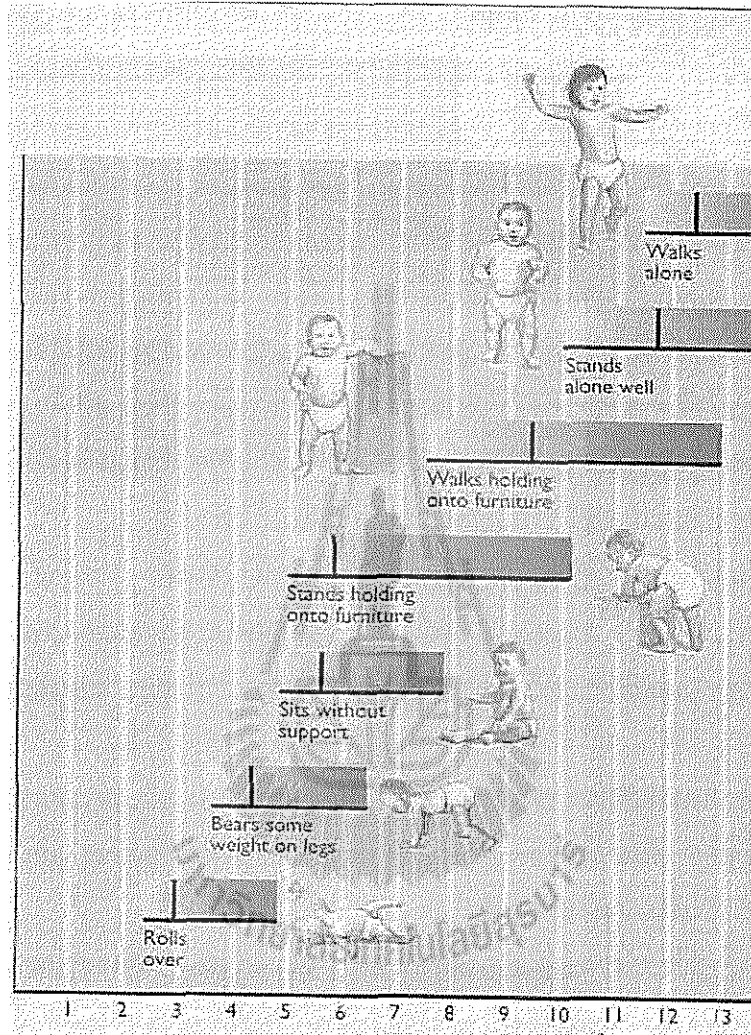 Walks
alone
Stands
alone well
Walks holding
onto furniture
Stands holding
onto furniture
Sits without
support
Bears some
weight on legs
Rolls
over
1 2 3 4 5 6 7 8 9 10 11 12 13